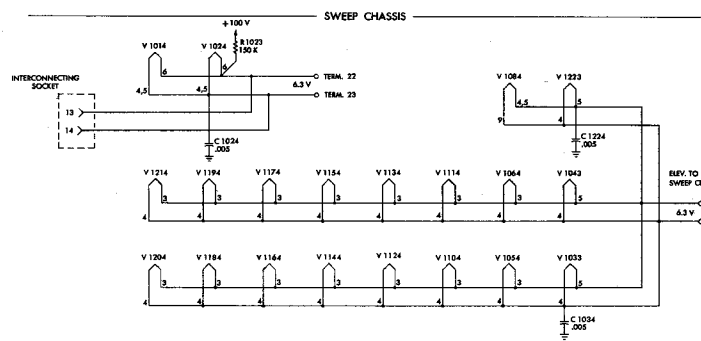 SWEEP CHASSIS
+100 V
R 1023
150 K
V 1014
V 1024
6
6
TERM. 22
6.3 V
4,5
4,5
TERM. 23
INTERCONNECTING
SOCKET
13
14
C 1024
.005
V 1084
V 1223
4,5
5
9
4
C 1224
.005
V 1214
V 1194
V 1174
V 1154
V 1134
V 1114
V 1064
V 1043
3
3
3
3
3
3
3
5
4
4
4
4
4
4
4
4
ELEV. TO
SWEEP
6.3 V
V 1204
V 1184
V 1164
V 1144
V 1124
V 1104
V 1054
V 1033
3
3
3
3
3
3
3
5
4
4
4
4
4
4
4
4
C 1034
.005